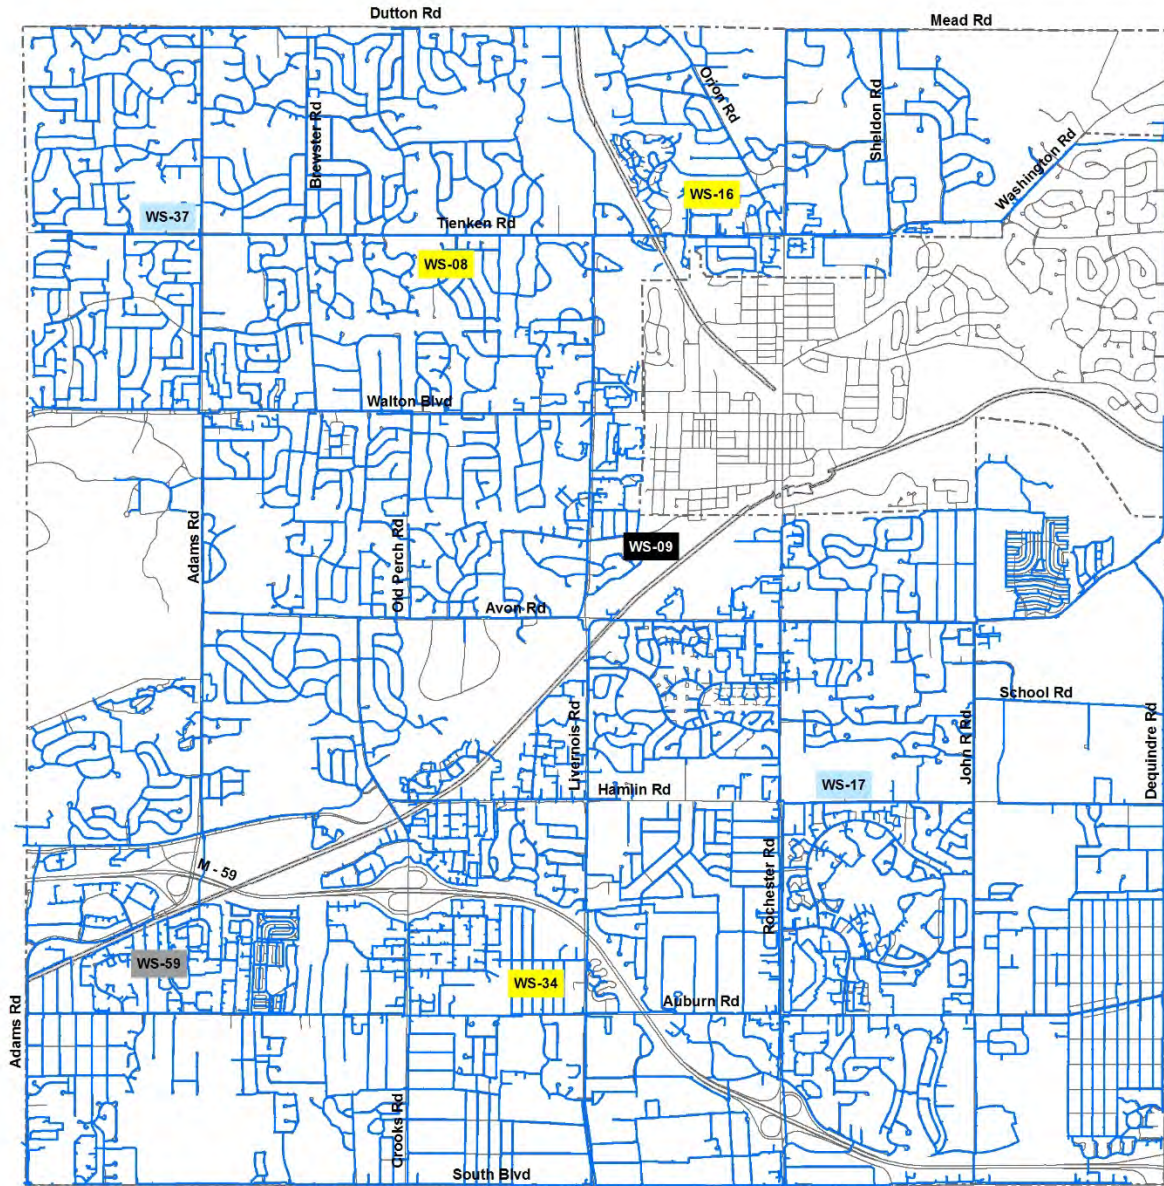 Dutton Rd
Mead Rd
Orion Rd
Brewster Rd
Sheldon Rd
Washington Rd
WS-16
WS-37
Tienken Rd
WS-08
Walton Blvd
Adams Rd
Old Perch Rd
WS-09
Avon Rd
School Rd
Livernois Rd
John R Rd
Dequindre Rd
WS-17
Hamlin Rd
M - 59
Rochester Rd
WS-59
WS-34
Auburn Rd
Adams Rd
Crooks Rd
South Blvd